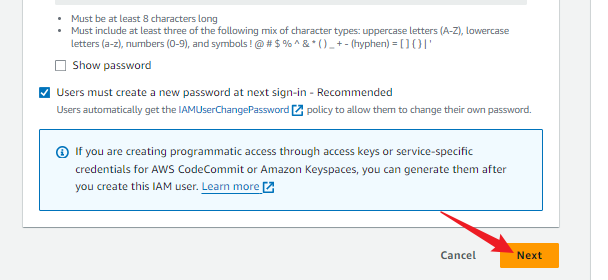 Must be at least 8 characters long
Must include at least three of the following mix of character types: uppercase letters (A-Z), lowercase
letters (a-z), numbers (0-9), and symbols ! @ # $ % ^ & * ( ) _ + - (hyphen) = [ ] { } | '
Show password
Users must create a new password at next sign-in - Recommended
Users automatically get the IAMUserChangePassword policy to allow them to change their own password.
If you are creating programmatic access through access keys or service-specific
credentials for AWS CodeCommit or Amazon Keyspaces, you can generate them after
you create this IAM user. Learn more
Cancel Next